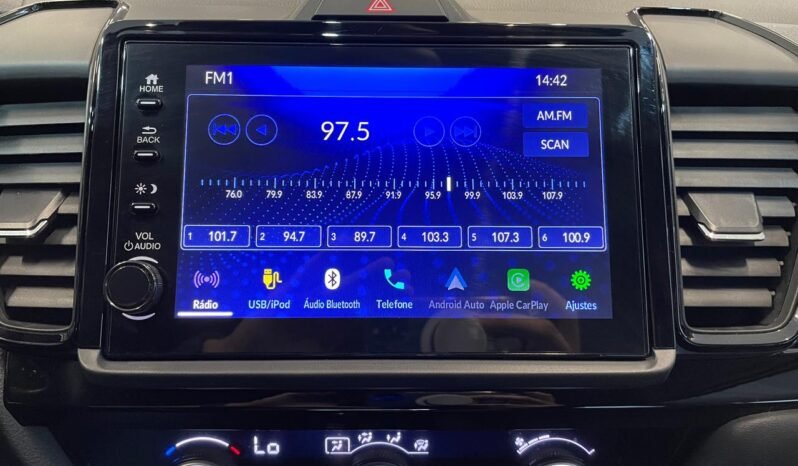 FM1 14:42
HOME
97.5 AM.FM
BACK SCAN
76.0 79.9 83.9 87.9 91.9 95.9 99.9 103.9 107.9
VOL
AUDIO
1 101.7 2 94.7 3 89.7 4 103.3 5 107.3 6 100.9
Rádio USB/iPod Áudio Bluetooth Telefone Android Auto Apple CarPlay Ajustes
Lo